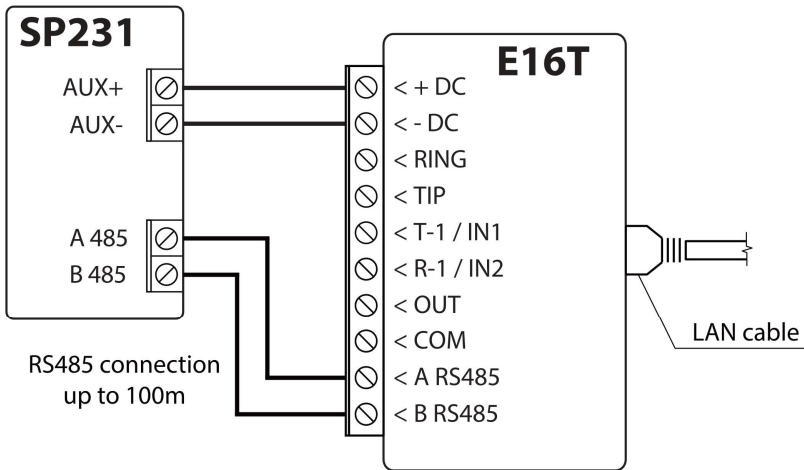 SP231
AUX+
AUX-
A 485
B 485
RS485 connection
up to 100m
E16T
< + DC
< - DC
< RING
< TIP
< T-1 / IN1
< R-1 / IN2
< OUT
< COM
< A RS485
< B RS485
LAN cable